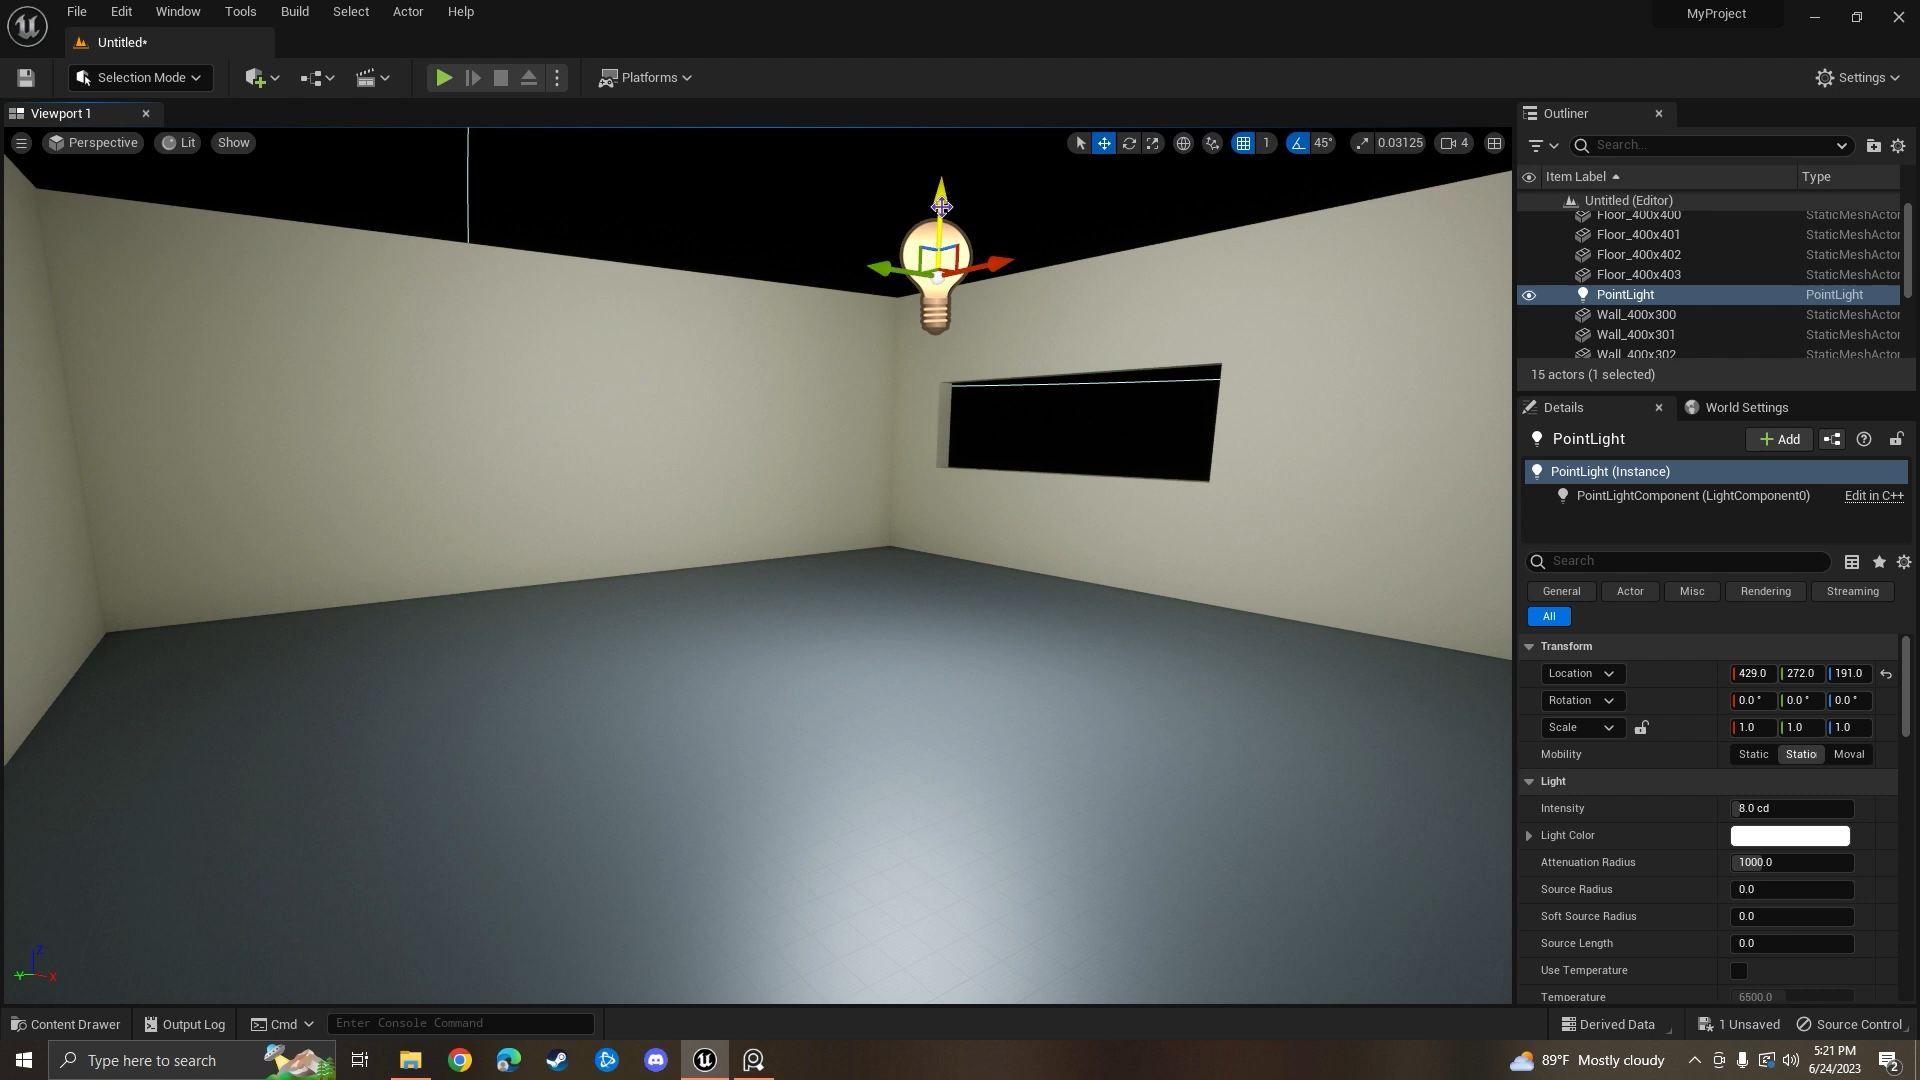 File Edit Window Tools Build Select Actor Help
MyProject
Untitled*
Selection Mode
Platforms
Settings
Viewport 1
Perspective Lit Show
1 45° 0.03125 4
Outliner
Search...
Item Label Type
Untitled (Editor)
Floor_400x400 StaticMeshActor
Floor_400x401 StaticMeshActor
Floor_400x402 StaticMeshActor
Floor_400x403 StaticMeshActor
PointLight PointLight
Wall_400x300 StaticMeshActor
Wall_400x301 StaticMeshActor
Wall_400x302 StaticMeshActor
15 actors (1 selected)
Details World Settings
PointLight Add
PointLight (Instance)
PointLightComponent (LightComponent0) Edit in C++
Search
General Actor Misc Rendering Streaming
All
Transform
Location 429.0 272.0 191.0
Rotation 0.0 ° 0.0 ° 0.0 °
Scale 1.0 1.0 1.0
Mobility Static Statio Moval
Light
Intensity 8.0 cd
Light Color
Attenuation Radius 1000.0
Source Radius 0.0
Soft Source Radius 0.0
Source Length 0.0
Use Temperature
Temperature 6500.0
Z
Y X
Content Drawer Output Log Cmd Enter Console Command
Derived Data 1 Unsaved Source Control
Type here to search
89°F Mostly cloudy
5:21 PM
6/24/2023
2